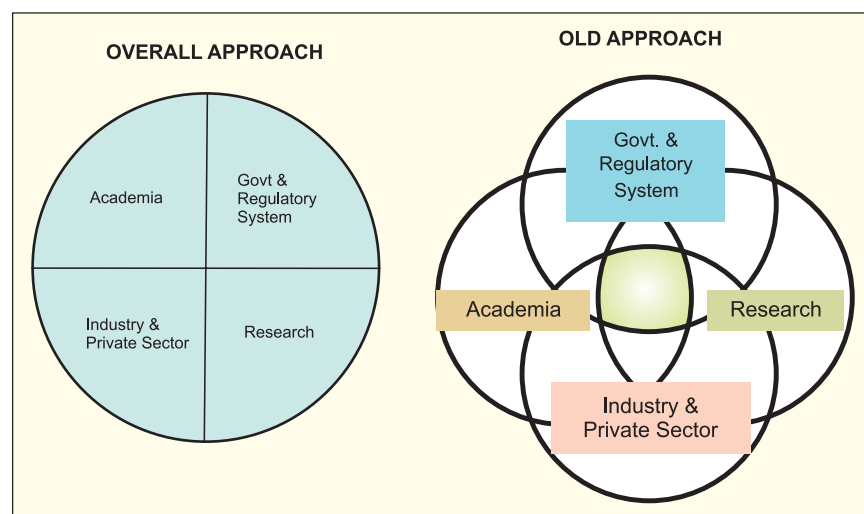 OVERALL APPROACH
Academia
Govt &
Regulatory
System
Industry &
Private Sector
Research
OLD APPROACH
Govt. &
Regulatory
System
Academia
Research
Industry &
Private Sector